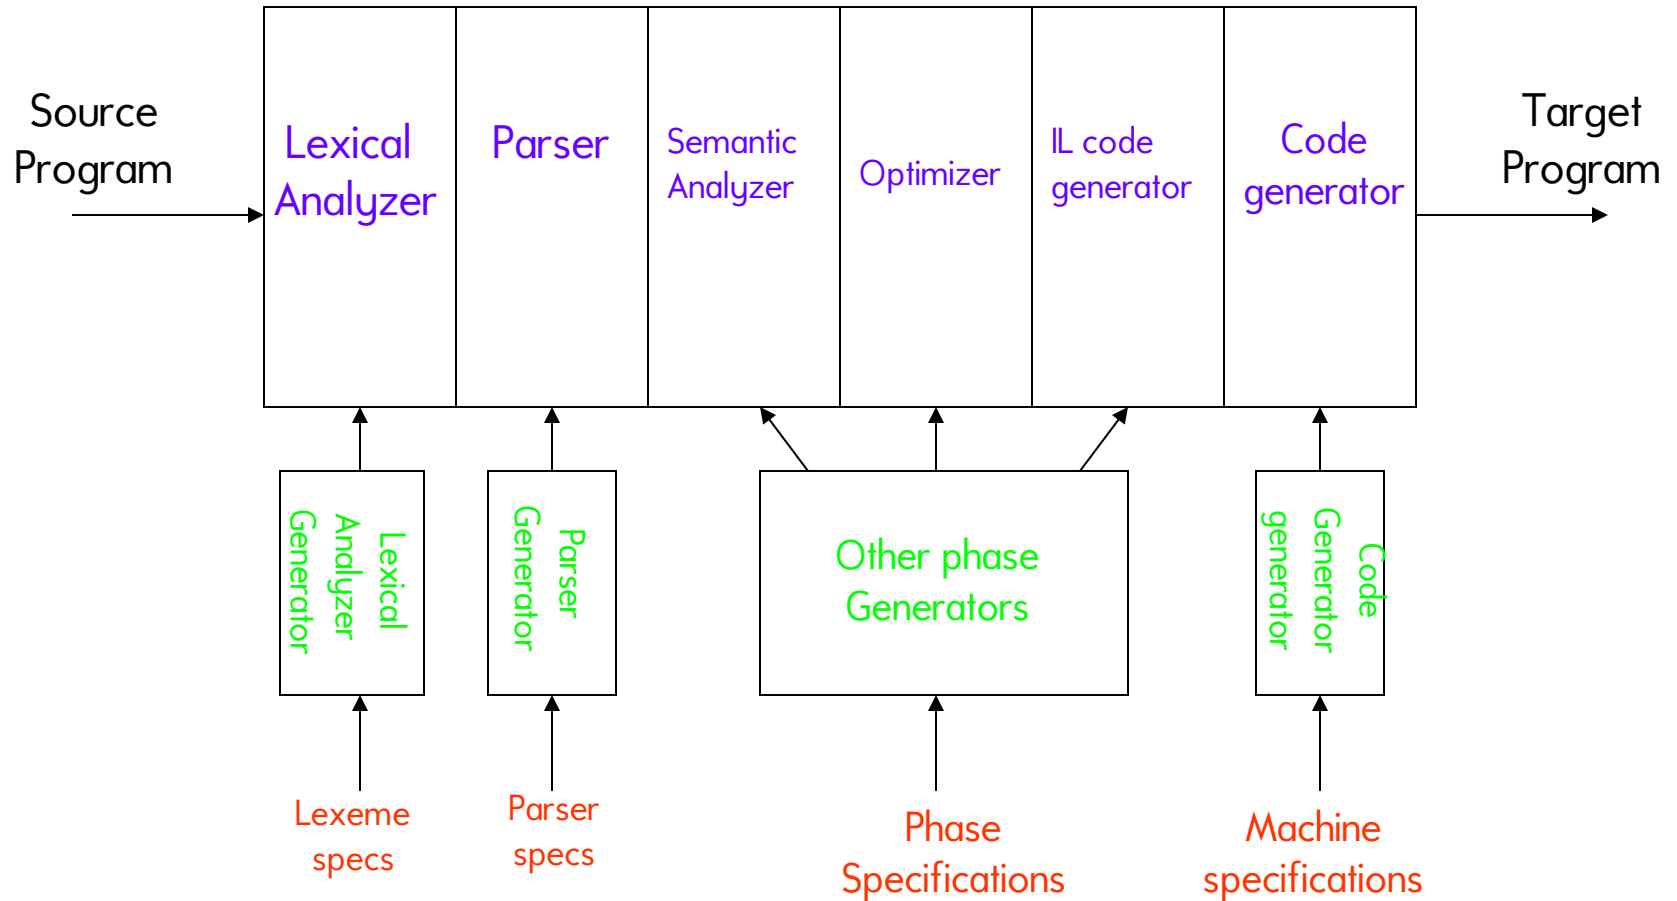 Source
Program
Lexical
Analyzer
Parser
Semantic
Analyzer
Optimizer
IL code
generator
Code
generator
Target
Program
Lexical
Analyzer
Generator
Parser
Generator
Other phase
Generators
Code
Generator
generator
Lexeme
specs
Parser
specs
Phase
Specifications
Machine
specifications